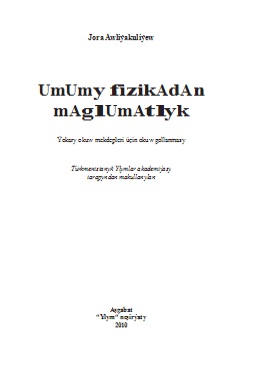 Jora Awliýakuliýew
UmUmy fizikAdAn
mAglUmAtlyk
Ýokary okuw mekdepleri üçin okuw gollanmasy
Türkmenistanyň Ylymlar akademiýasy
tarapyndan makullanylan
Aşgabat
"Ylym" neşirýaty
2010